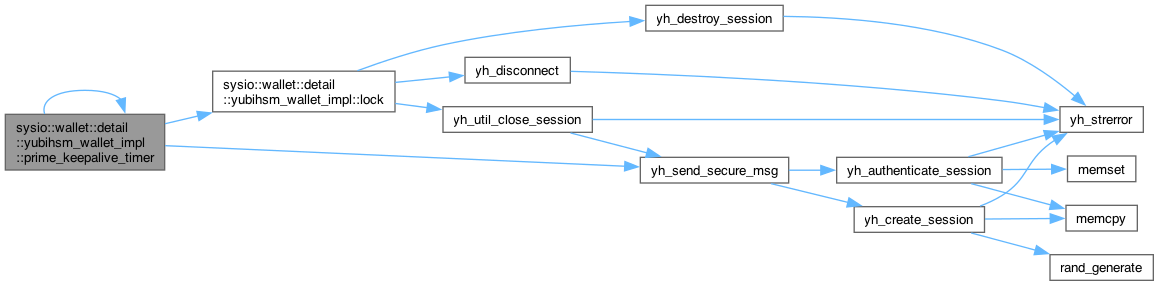 sysio::wallet::detail
::yubihsm_wallet_impl
::prime_keepalive_timer
sysio::wallet::detail
::yubihsm_wallet_impl::lock
yh_destroy_session
yh_disconnect
yh_util_close_session
yh_send_secure_msg
yh_authenticate_session
yh_create_session
yh_strerror
memset
memcpy
rand_generate